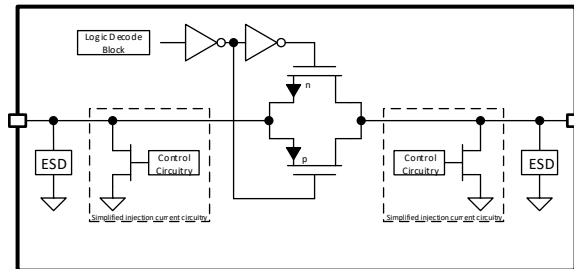 Logic Decode
Block
n
p
ESD
Control
Circuitry
Simplified injection current circuitry
Control
Circuitry
ESD
Simplified injection current circuitry